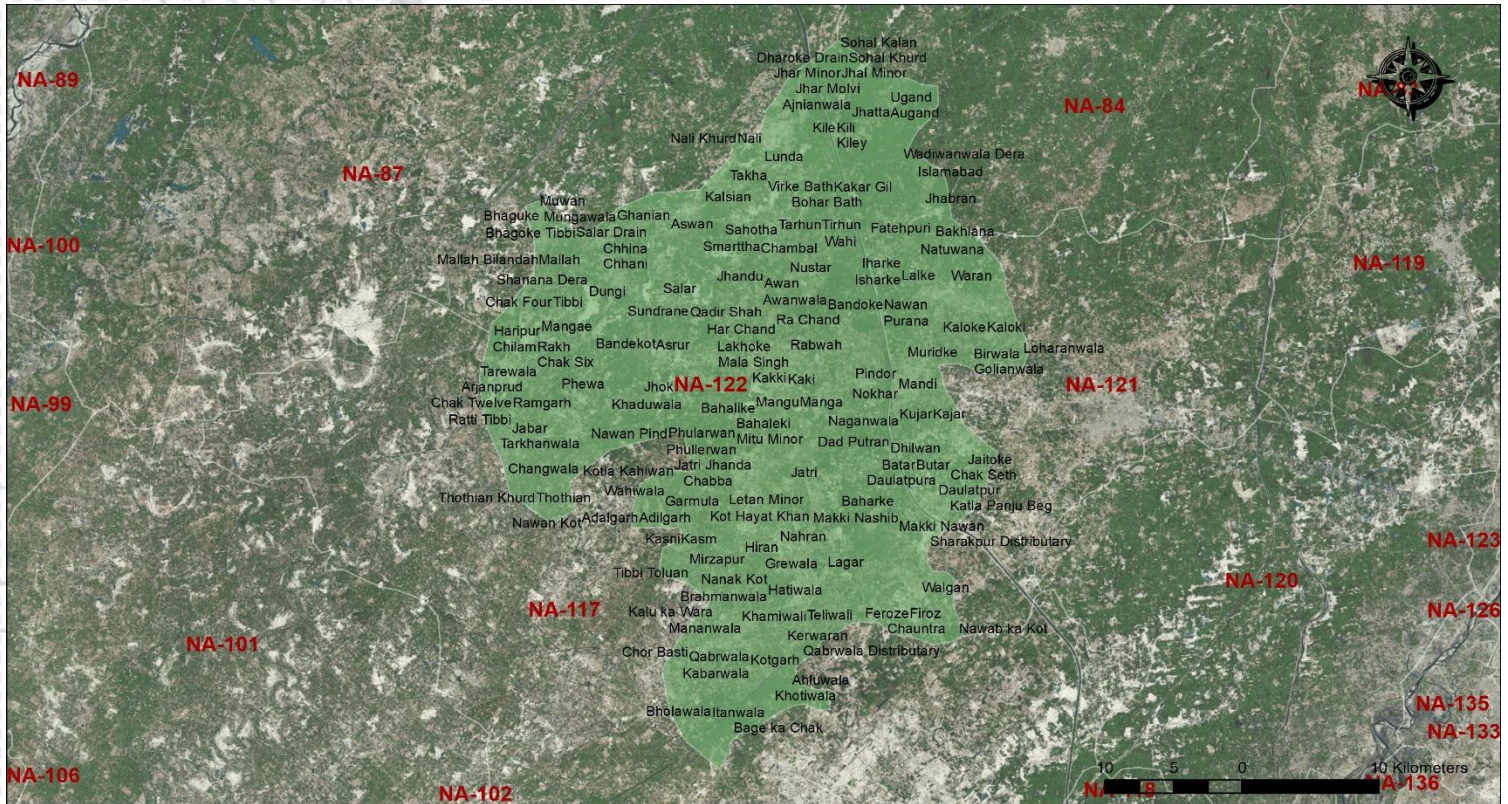 Sohal Kalan
NA-89
Dharoke Drain Sohal Khurd
Jhar Minor Jhal Minor
Jhar Molvi
Ugand
NA-84
Ajnianwala
Jhatta Augand
Kile Kili
Nali Khurd Nali
Kiley
Lunda
Wadiwanwala Dera
NA-87
Takha
Islamabad
Virke Bath Kakar Gil
Kalsian
Bohar Bath
Jhabran
Muwan
Bhaguke Mungawala Ghanian
Aswan
Tarhun Tirhun
Fatehpuri
Bhagoke Tibbi Salar Drain
Sahotha
Bakhiana
NA-100
Chhina
Smarttha Chambal
Wahi
Natuwana
Mallah Bilandah Mallah
Chhani
Nustar
Iharke
NA-119
Shanana Dera
Jhandu
Awan
Isharke
Lalke
Waran
Dungi
Salar
Chak Four Tibbi
Awanwala
Bandoke Nawan
Sundrane Qadir Shah
Ra Chand
Purana
Haripur Mangae
Har Chand
Kaloke Kaloki
Chilam Rakh
Bandekot Asrur
Lakhoke
Rabwah
Muridke
Birwala
Loharanwala
Chak Six
Mala Singh
Golianwala
Tarewala
Pindor
Arjanprud
Phewa
Jhok
NA-122
Kakki Kaki
Mandi
NA-121
NA-99
Chak Twelve Ramgarh
Khaduwala
Bahalike
Mangu Manga
Nokhar
Ratti Tibbi
Jabar
Bahaleki
Naganwala
Kujar Kajar
Tarkhanwala
Nawan Pind Phularwan
Mitu Minor
Dad Putran
Phullerwan
Dhilwan
Changwala
Kotla Kahiwan
Jatri Jhanda
Jatri
Batar Butar
Jaitoke
Chabba
Daulatpura
Chak Seth
Thothian Khurd Thothian
Wahiwala
Garmula
Letan Minor
Baharke
Daulatpur
Katla Panju Beg
Nawan Kot
Adalgarh Adilgarh
Kot Hayat Khan
Makki Nashib
Makki Nawan
Kasni Kasm
Nahran
Sharakpur Distributary
NA-123
Hiran
Mirzapur
Grewala
Lagar
Tibbi Toluan
Nanak Kot
NA-120
Brahmanwala
Hatiwala
Walgan
NA-117
Kalu ka Wara
Khamiwali
Teliwali
Feroze Firoz
NA-126
Mananwala
Kerwaran
Chauntra
Nawab ka Kot
NA-101
Chor Basti
Qabrwala
Kotgarh
Qabrwala Distributary
Kabarwala
Ahluwala
Khotiwala
NA-135
Bholawala Itanwala
Bage ka Chak
NA-133
NA-106
10 5 0 10 Kilometers
NA-102
NA-136